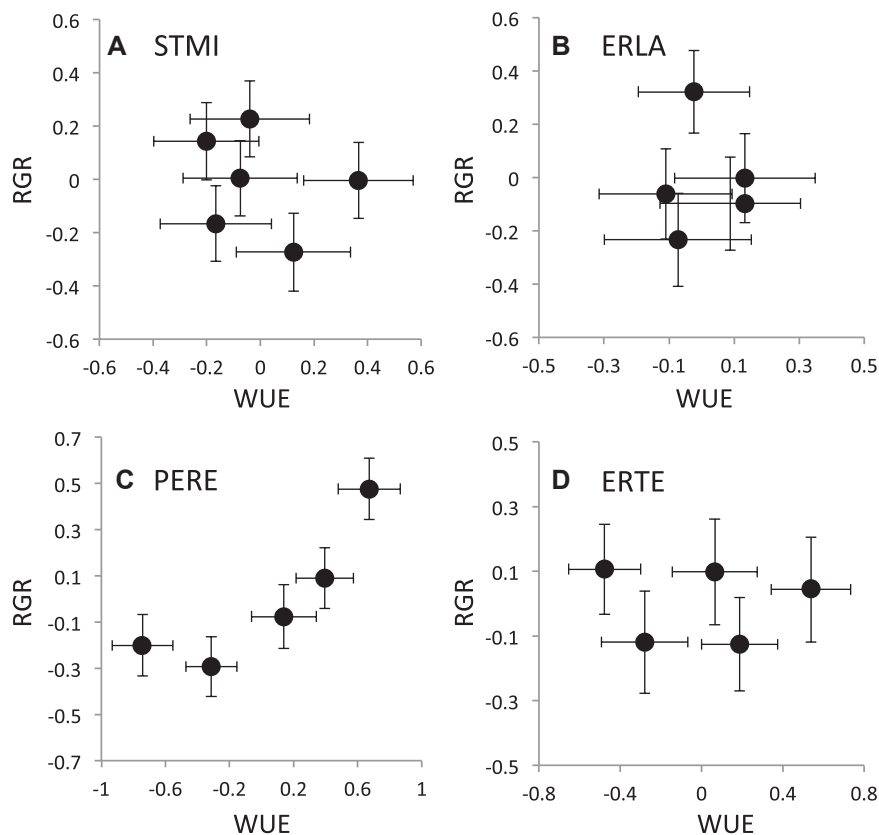 A STMI
0.6
0.4
0.2
0
-0.2
-0.4
-0.6
RGR
-0.6 -0.4 -0.2 0 0.2 0.4 0.6
WUE
B ERLA
0.6
0.4
0.2
0
-0.2
-0.4
-0.6
RGR
-0.5 -0.3 -0.1 0.1 0.3 0.5
WUE
C PERE
0.7
0.5
0.3
0.1
-0.1
-0.3
-0.5
-0.7
RGR
-1 -0.6 -0.2 0.2 0.6 1
WUE
D ERTE
0.5
0.3
0.1
-0.1
-0.3
-0.5
RGR
-0.8 -0.4 0 0.4 0.8
WUE